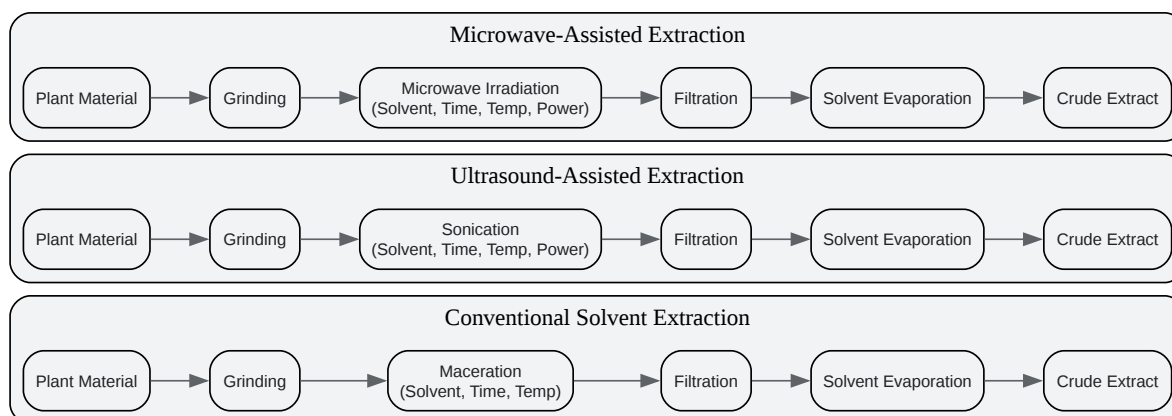 Microwave-Assisted Extraction
Plant Material
Grinding
Microwave Irradiation
(Solvent, Time, Temp, Power)
Filtration
Solvent Evaporation
Crude Extract
Ultrasound-Assisted Extraction
Plant Material
Grinding
Sonication
(Solvent, Time, Temp, Power)
Filtration
Solvent Evaporation
Crude Extract
Conventional Solvent Extraction
Plant Material
Grinding
Maceration
(Solvent, Time, Temp)
Filtration
Solvent Evaporation
Crude Extract